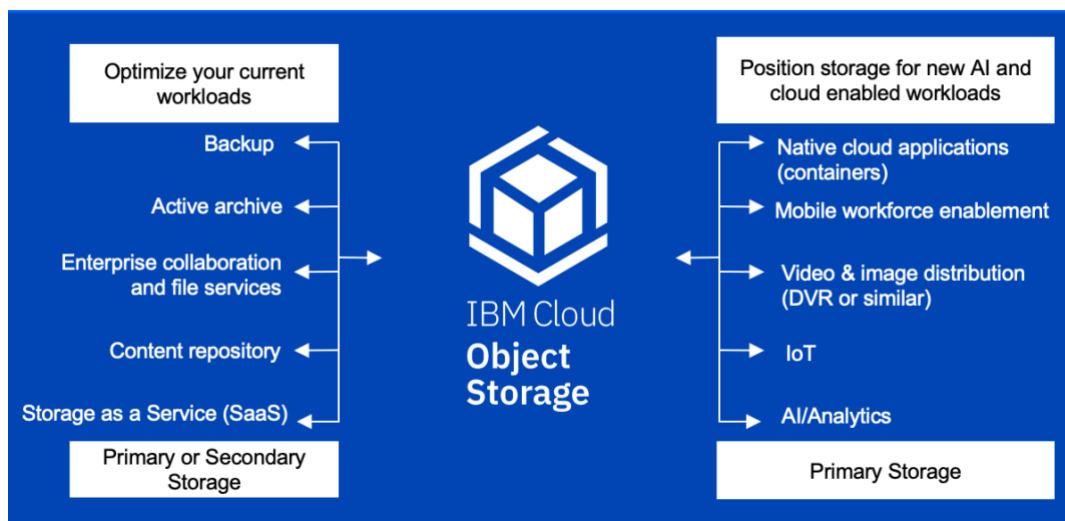 Optimize your current
workloads
Backup
Active archive
Enterprise collaboration
and file services
Content repository
Storage as a Service (SaaS)
Primary or Secondary
Storage
IBM Cloud
Object
Storage
Position storage for new AI and
cloud enabled workloads
Native cloud applications
(containers)
Mobile workforce enablement
Video & image distribution
(DVR or similar)
IoT
AI/Analytics
Primary Storage